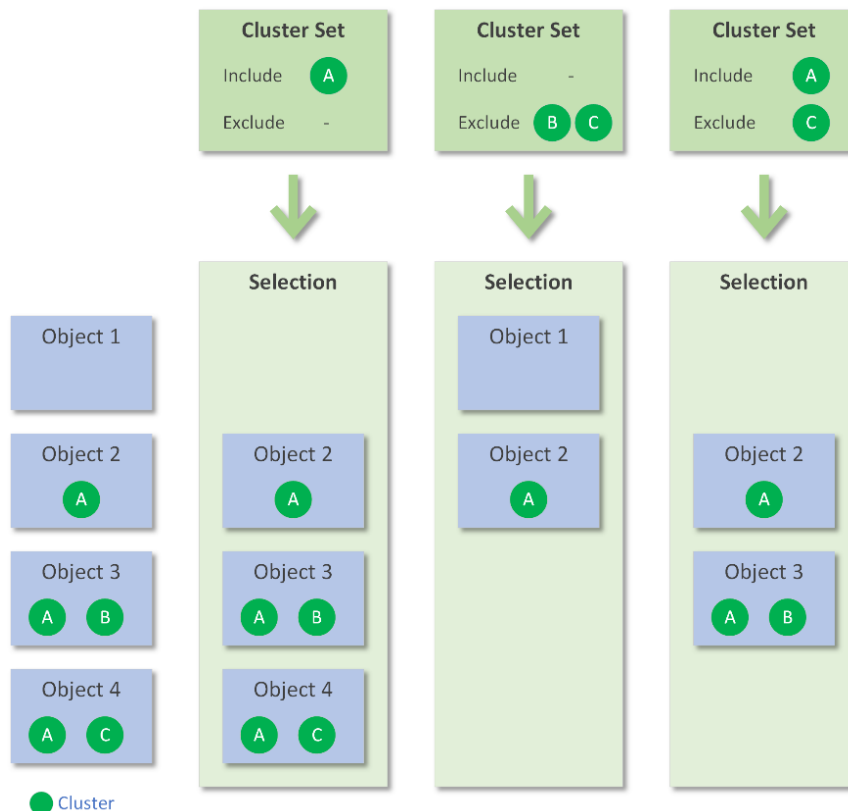 Cluster Set
Include A
Exclude -
Cluster Set
Include -
Exclude B C
Cluster Set
Include A
Exclude C
Selection
Selection
Selection
Object 1
Object 1
Object 2
A
Object 2
A
Object 2
A
Object 2
A
Object 3
A B
Object 3
A B
Object 3
A B
Object 4
A C
Object 4
A C
Cluster